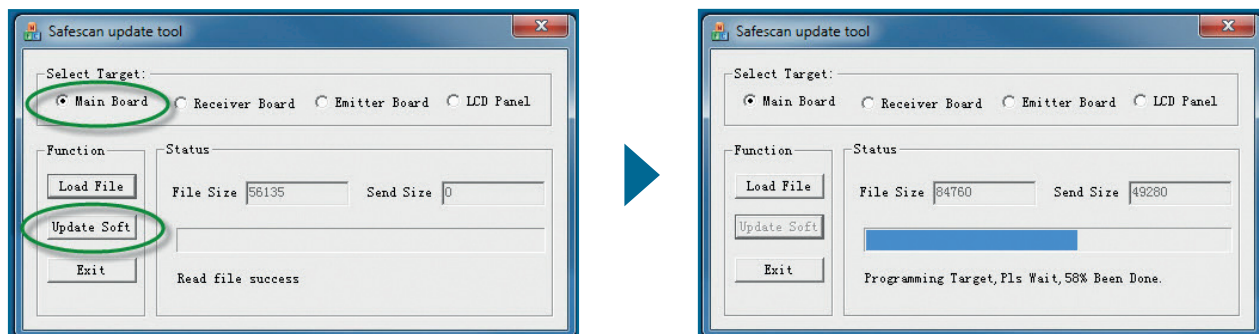 Safescan update tool
Select Target:
Main Board Receiver Board Emitter Board LCD Panel
Function
Status
Load File
File Size 56135 Send Size 0
Update Soft
Exit
Read file success
Safescan update tool
Select Target:
Main Board Receiver Board Emitter Board LCD Panel
Function
Status
Load File
File Size 84760 Send Size 49280
Update Soft
Exit
Programming Target,Pls Wait,58% Been Done.